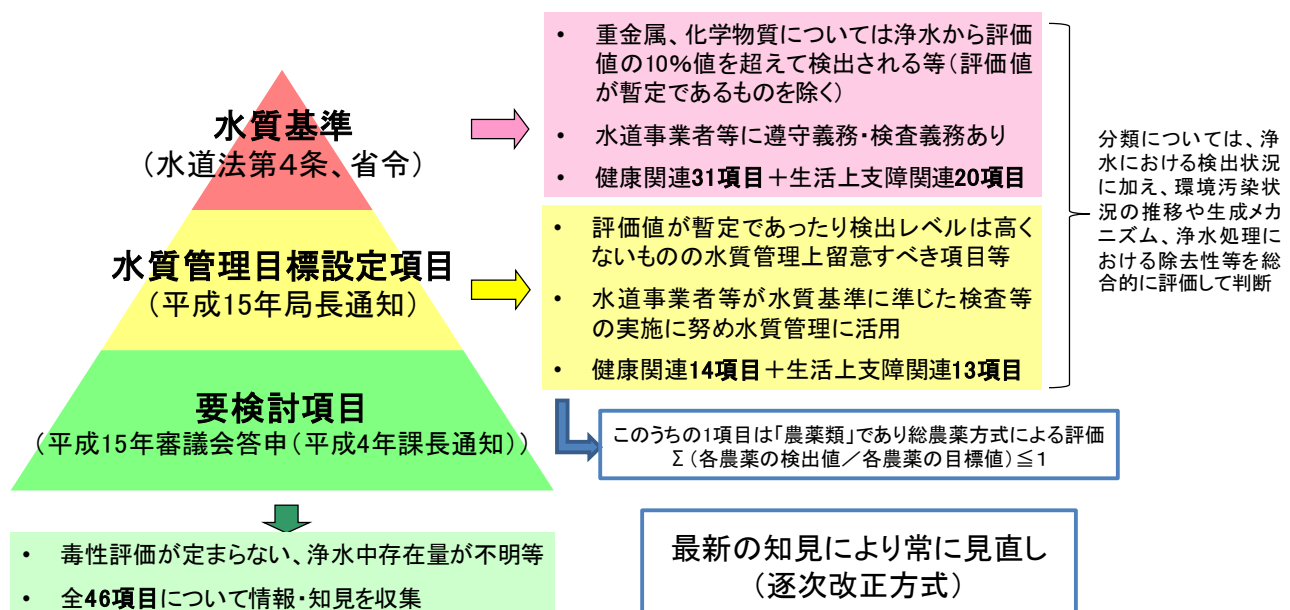 水質基準
（水道法第4条、省令）
水質管理目標設定項目
（平成15年局長通知）
要検討項目
（平成15年審議会答申（平成4年課長通知））
• 重金属、化学物質については浄水から評価
値の10％値を超えて検出される等（評価値
が暫定であるものを除く）
• 水道事業者等に遵守義務・検査義務あり
• 健康関連31項目＋生活上支障関連20項目
• 評価値が暫定であったり検出レベルは高く
ないものの水質管理上留意すべき項目等
• 水道事業者等が水質基準に準じた検査等
の実施に努め水質管理に活用
• 健康関連14項目＋生活上支障関連13項目
分類については、浄
水における検出状況
に加え、環境汚染状
況の推移や生成メカ
ニズム、浄水処理に
おける除去性等を総
合的に評価して判断
このうちの1項目は「農薬類」であり総農薬方式による評価
Σ（各農薬の検出値／各農薬の目標値）≦1
• 毒性評価が定まらない、浄水中存在量が不明等
• 全46項目について情報・知見を収集
最新の知見により常に見直し
（逐次改正方式）